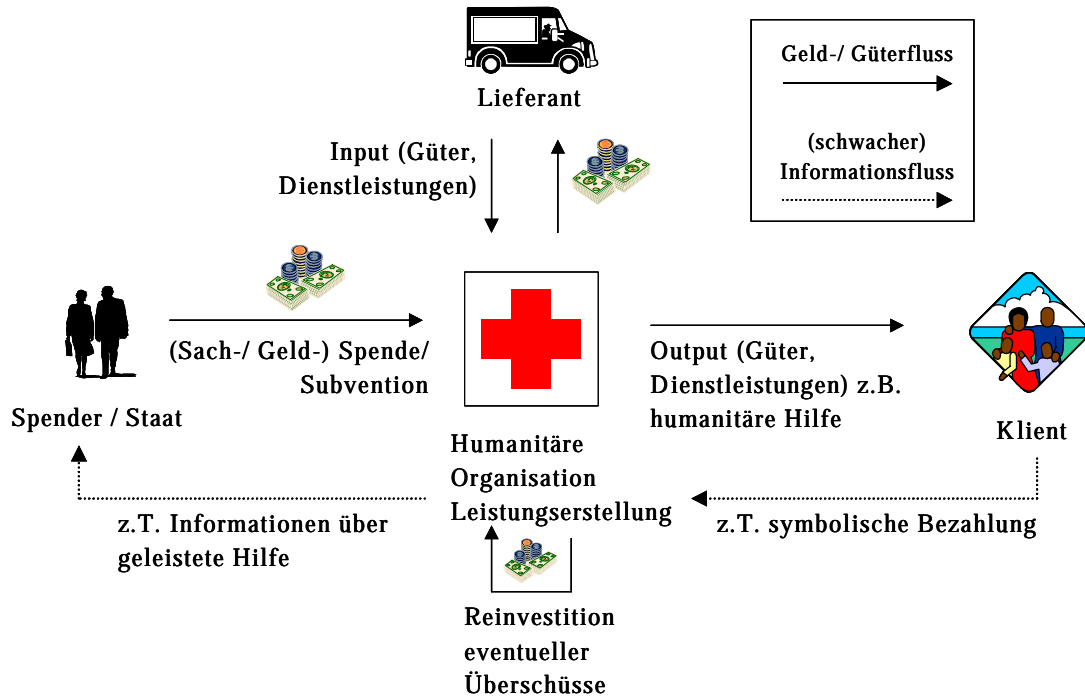 Lieferant
Geld-/ Güterfluss
(schwacher)
Informationsfluss
Input (Güter,
Dienstleistungen)
(Sach-/ Geld-) Spende/
Subvention
Spender / Staat
Output (Güter,
Dienstleistungen) z.B.
humanitäre Hilfe
Klient
Humanitäre
Organisation
Leistungserstellung
z.T. Informationen über
geleistete Hilfe
z.T. symbolische Bezahlung
Reinvestition
eventueller
Überschüsse